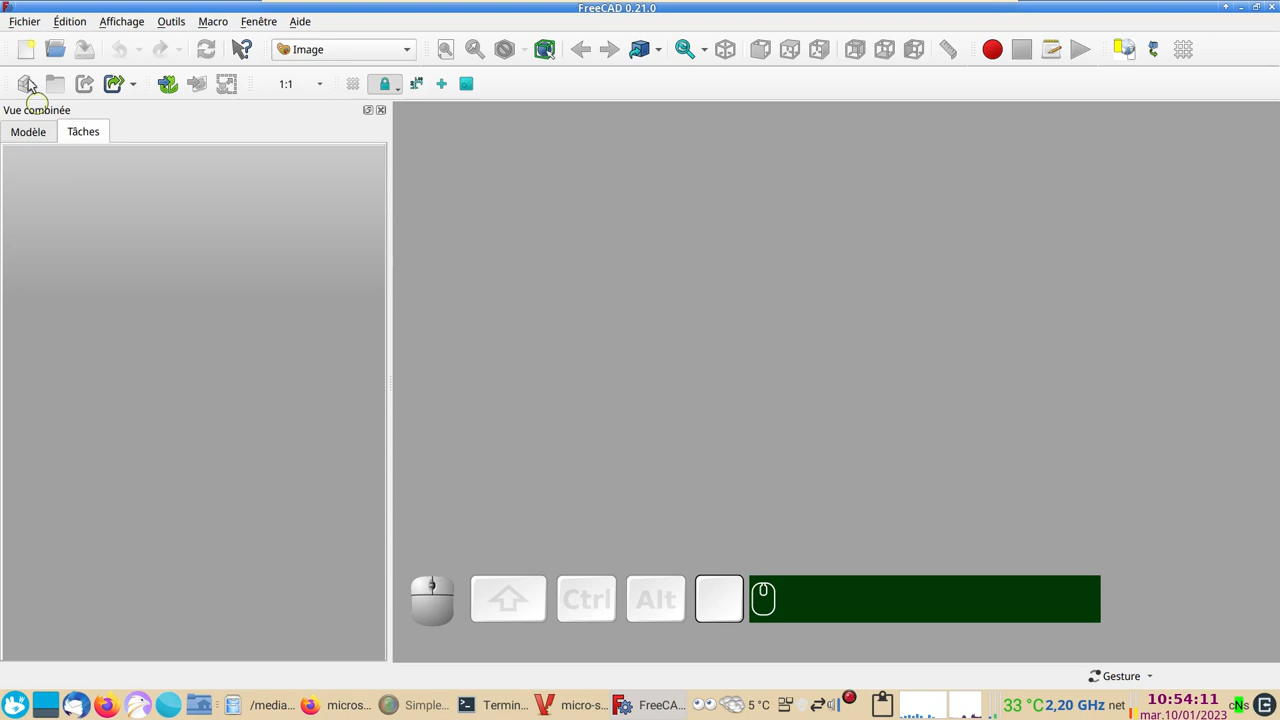 FreeCAD 0.21.0
Fichier Édition Affichage Outils Macro Fenêtre Aide
Image
1:1
Vue combinée
Modèle Tâches
Ctrl Alt
Gesture
/media... micros... Simple... Termin... micro-s... FreeCA... 5 °C 33 °C 2,20 GHz net 10:54:11 cNs
mar.10/01/2023